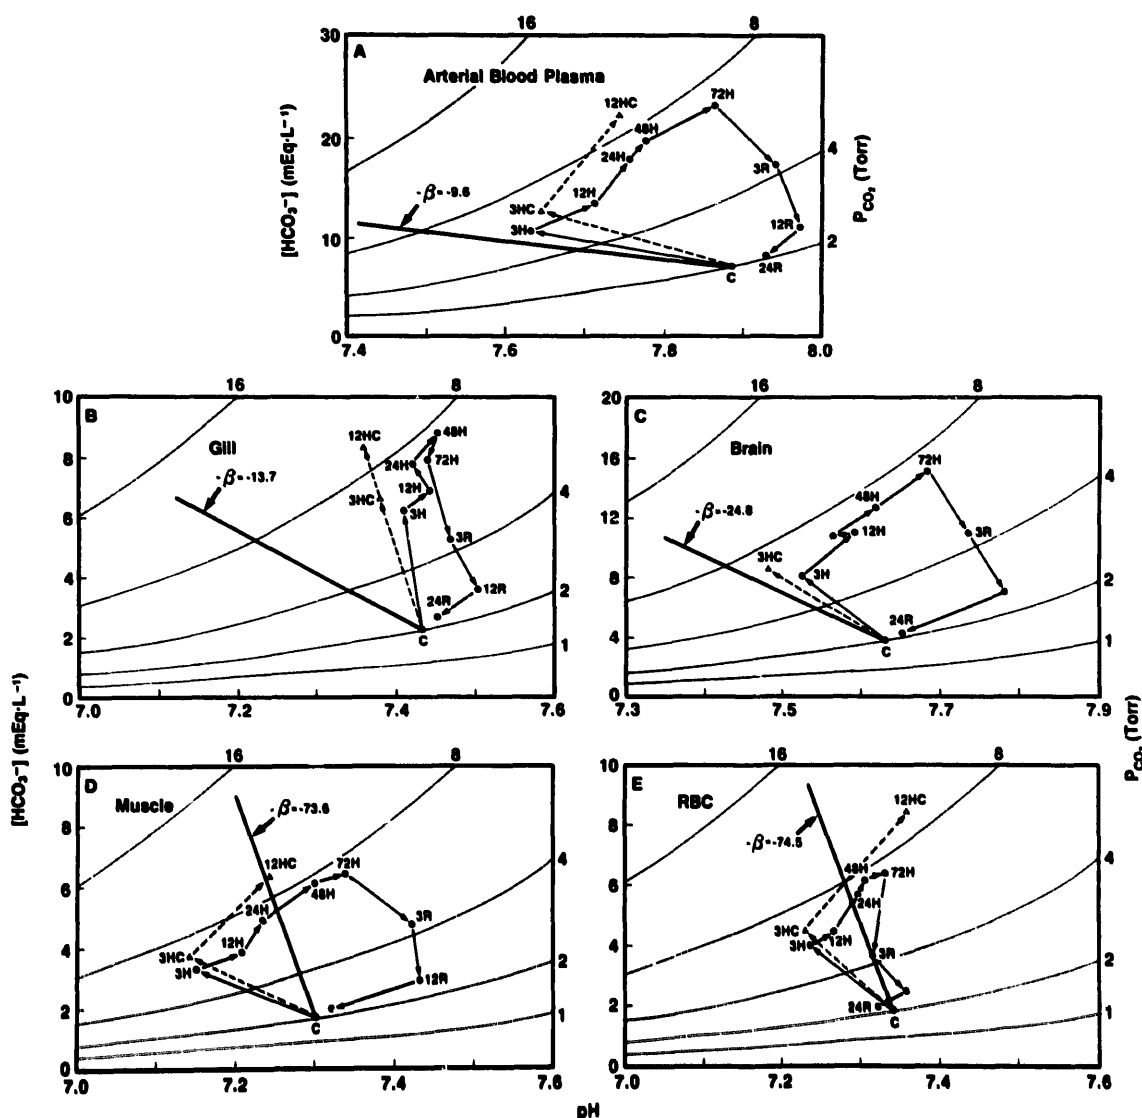 16 8
A
Arterial Blood Plasma
30
20
10
0
[HCO₃⁻] (mEq·L⁻¹)
-β=-9.6
12HC
72H
48H
24H
12H
3HC
3H
3R
12R
24R
C
4
2
P_CO₂ (Torr)
7.4 7.6 7.8 8.0
16 8
B
Gill
10
8
6
4
2
0
-β=-13.7
12HC
48H
24H
72H
12H
3HC
3H
3R
12R
24R
C
4
2
1
7.0 7.2 7.4 7.6
16 8
C
Brain
20
16
12
8
4
0
-β=-24.8
72H
48H
12H
3HC
3H
3R
24R
C
4
2
1
7.3 7.5 7.7 7.9
[HCO₃⁻] (mEq·L⁻¹)
P_CO₂ (Torr)
16 8
D
Muscle
10
8
6
4
2
0
-β=-73.6
12HC
72H
48H
24H
12H
3HC
3H
3R
12R
C
4
2
1
7.0 7.2 7.4 7.6
16 8
E
RBC
10
8
6
4
2
0
-β=-74.5
12HC
48H
72H
24H
3HC
12H
3H
3R
24R
C
4
2
1
7.0 7.2 7.4 7.6
pH